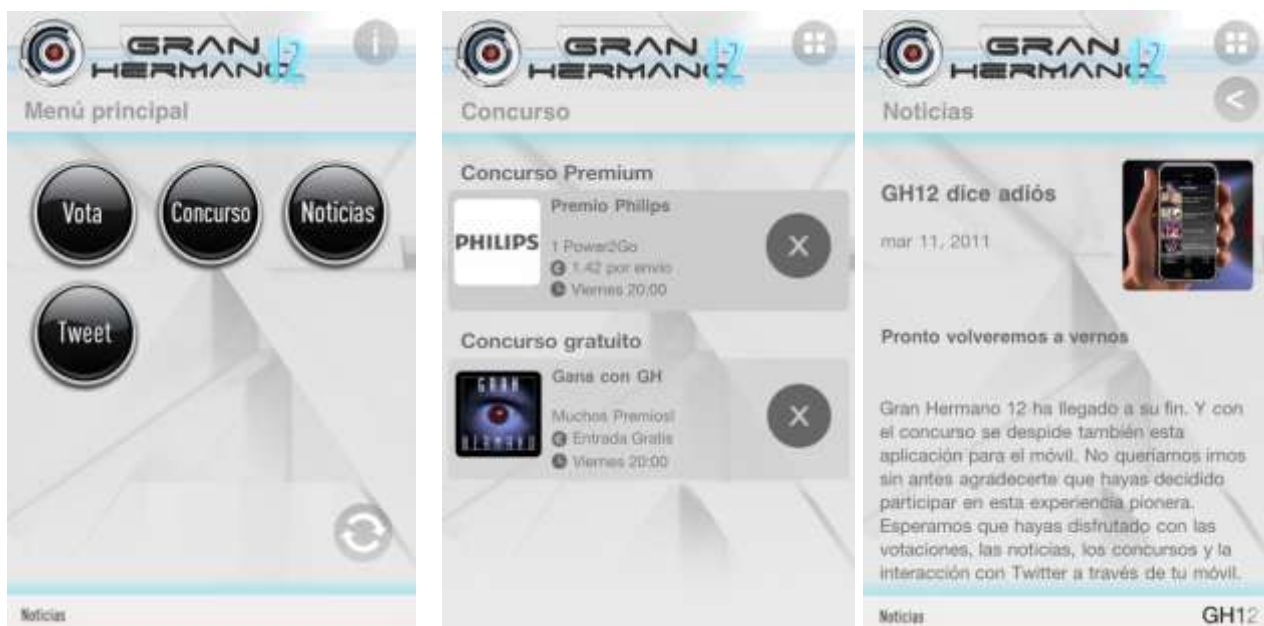 GRAN
HERMANO 12
i
Menú principal
Vota
Concurso
Noticias
Tweet
Noticias
GRAN
HERMANO 12
Concurso
Concurso Premium
PHILIPS
Premio Philips
1 Power2Go
€ 1.42 por envio
Viernes 20:00
X
Concurso gratuito
GRAN
HERMANO
Gana con GH
Muchos Premios!
€ Entrada Gratis
Viernes 20:00
X
GRAN
HERMANO 12
<
Noticias
GH12 dice adiós
mar 11, 2011
Pronto volveremos a vernos
Gran Hermano 12 ha llegado a su fin. Y con
el concurso se despide también esta
aplicación para el móvil. No queríamos irnos
sin antes agradecerte que hayas decidido
participar en esta experiencia pionera.
Esperamos que hayas disfrutado con las
votaciones, las noticias, los concursos y la
interacción con Twitter a través de tu móvil.
Noticias
GH12